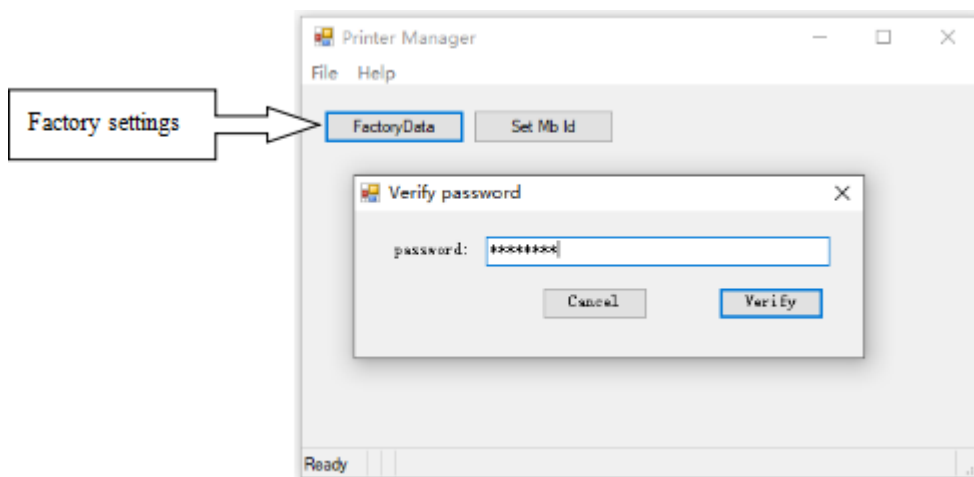 Printer Manager
File Help
Factory settings
FactoryData Set Mb Id
Verify password
password: ********
Cancel Verify
Ready